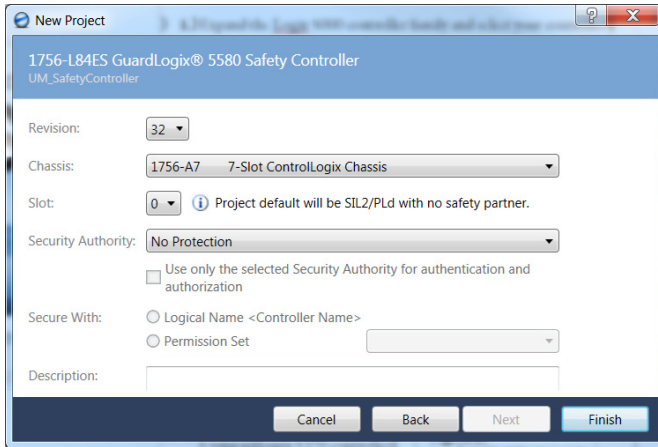 New Project
1756-L84ES GuardLogix® 5580 Safety Controller
UM_SafetyController
Revision: 32
Chassis: 1756-A7 7-Slot ControlLogix Chassis
Slot: 0 Project default will be SIL2/PLd with no safety partner.
Security Authority: No Protection
Use only the selected Security Authority for authentication and
authorization
Secure With: Logical Name <Controller Name>
Permission Set
Description:
Cancel Back Next Finish